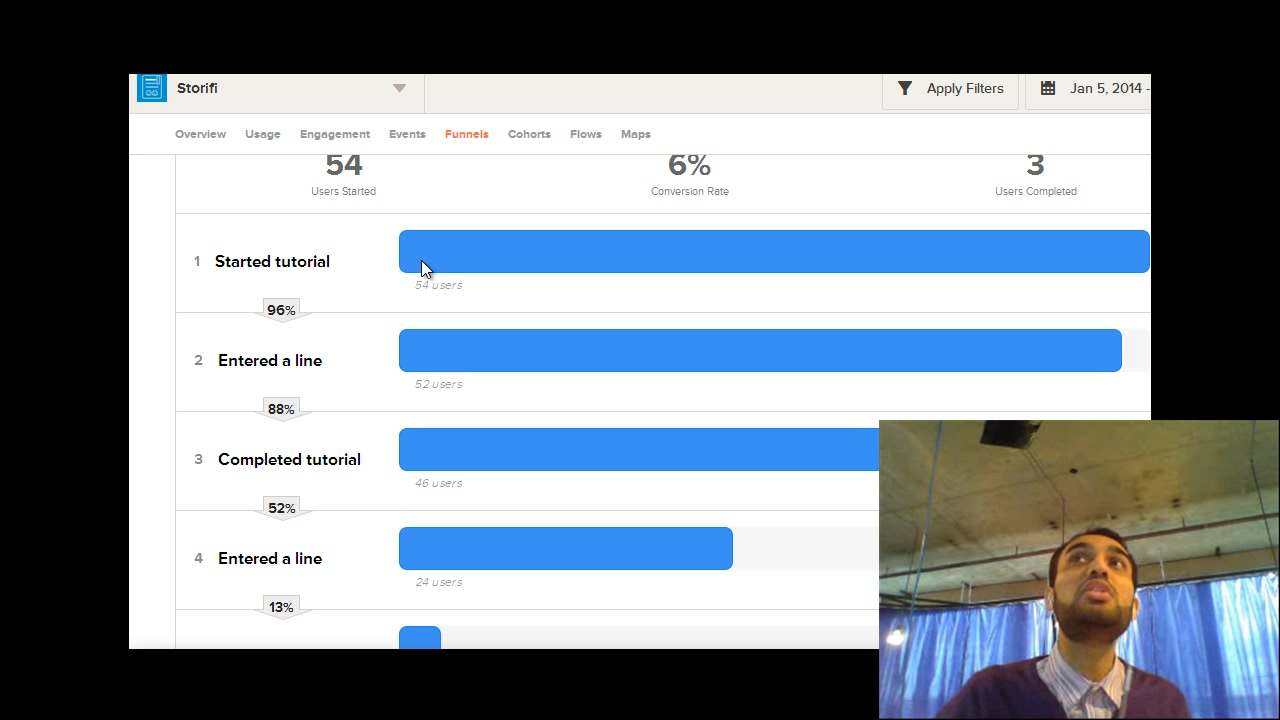 Storifi
Apply Filters
Jan 5, 2014 -
Overview Usage Engagement Events Funnels Cohorts Flows Maps
54 6% 3
Users Started Conversion Rate Users Completed
1 Started tutorial
54 users
96%
2 Entered a line
52 users
88%
3 Completed tutorial
46 users
52%
4 Entered a line
24 users
13%